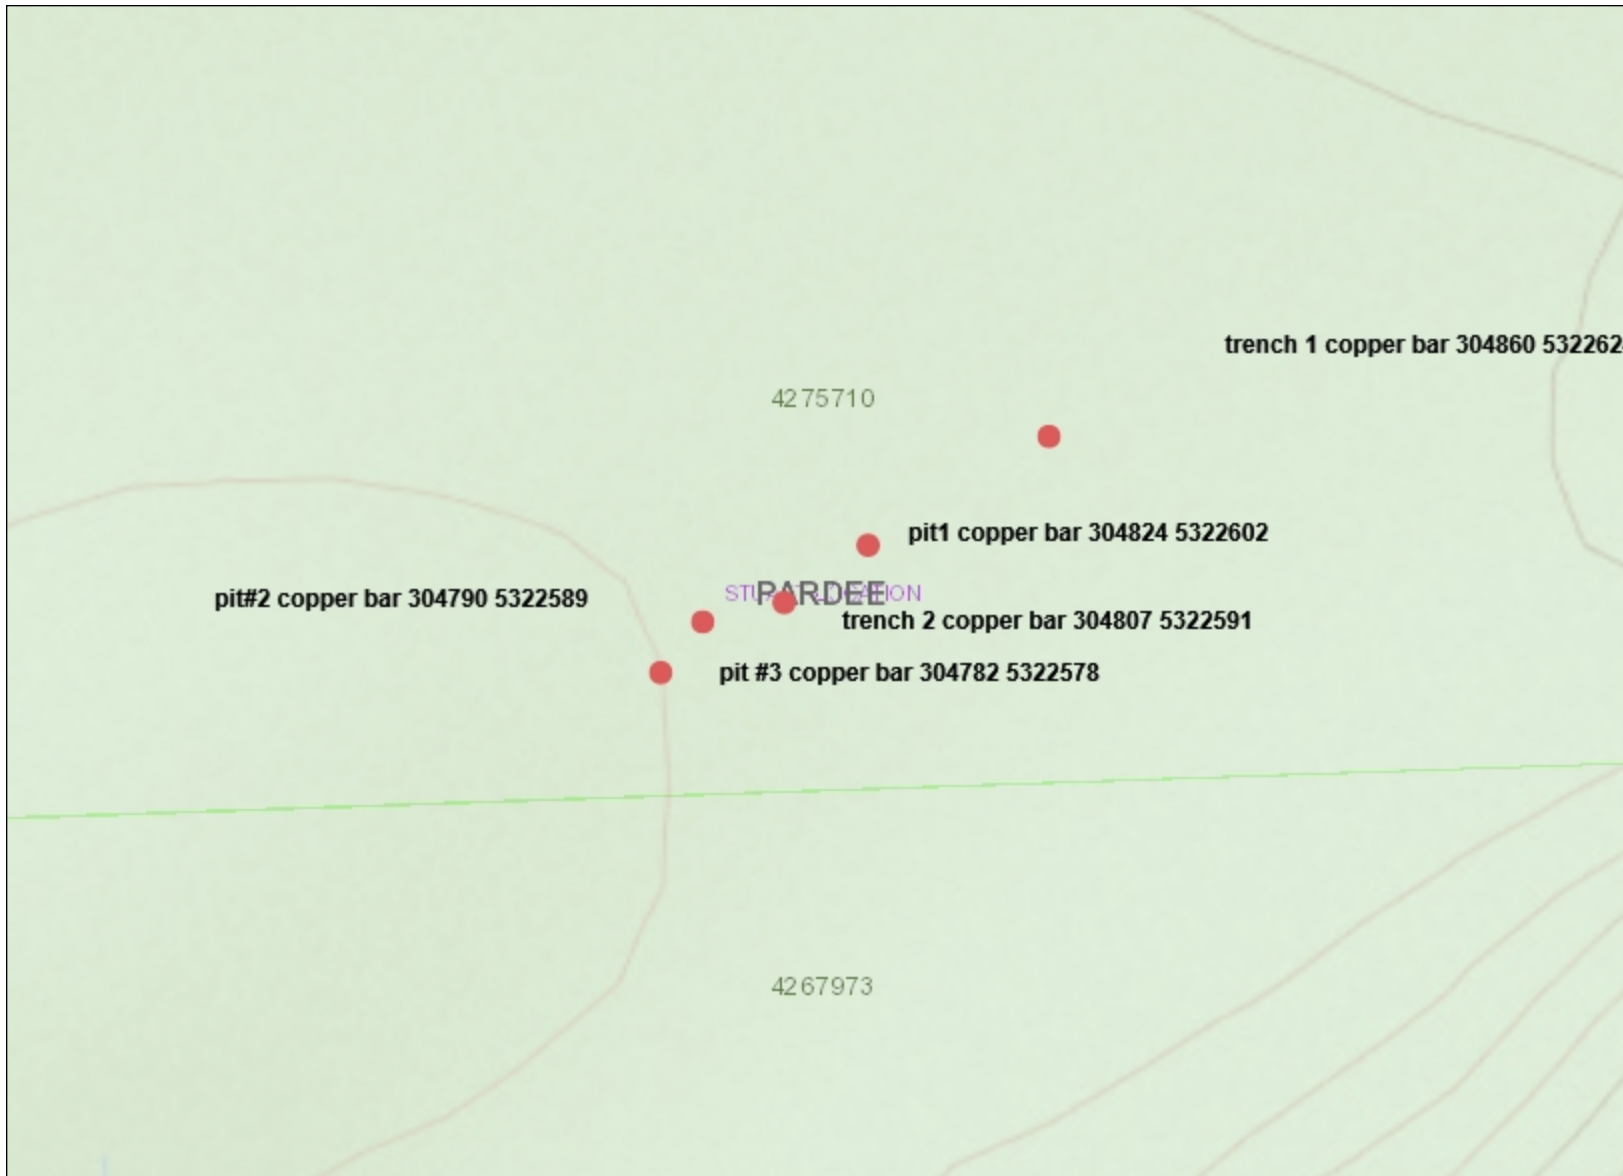 trench 1 copper bar 304860 532262
4275710
pit1 copper bar 304824 5322602
PARDEE
pit#2 copper bar 304790 5322589
trench 2 copper bar 304807 5322591
pit #3 copper bar 304782 5322578
4267973